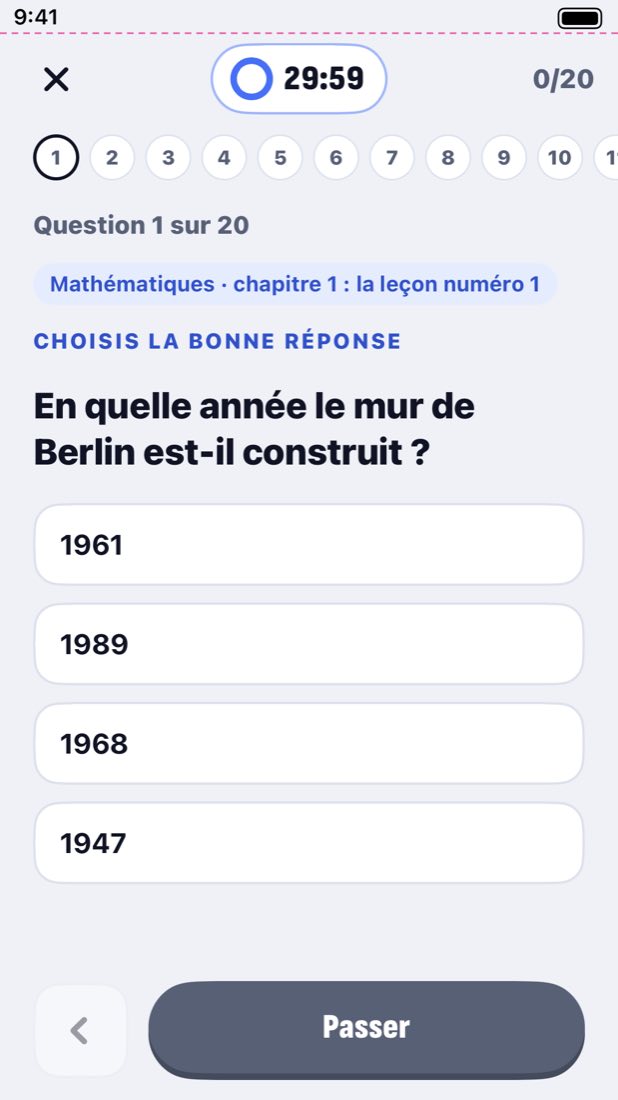 9:41
29:59
0/20
1 2 3 4 5 6 7 8 9 10
Question 1 sur 20
Mathématiques · chapitre 1 : la leçon numéro 1
CHOISIS LA BONNE RÉPONSE
En quelle année le mur de
Berlin est-il construit ?
1961
1989
1968
1947
Passer